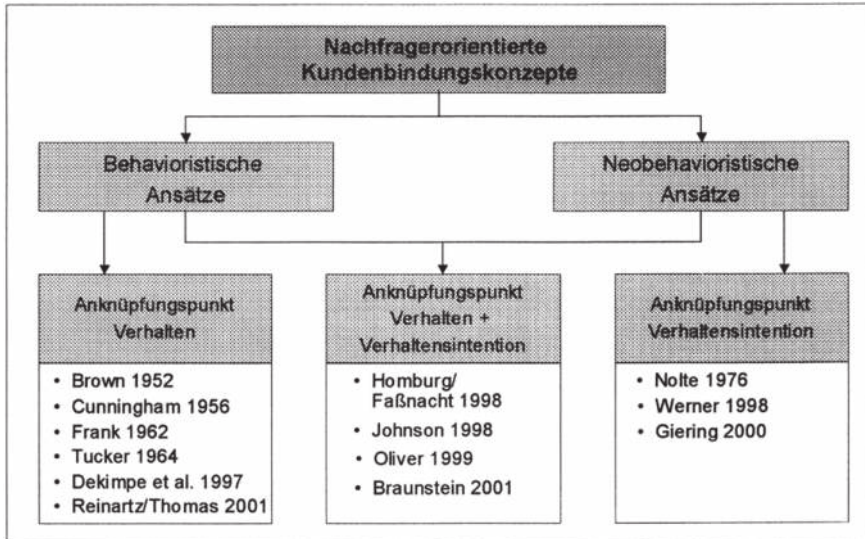 Nachfragerorientierte
Kundenbindungskonzepte
Behavioristische
Ansätze
Neobehavioristische
Ansätze
Anknüpfungspunkt
Verhalten
• Brown 1952
• Cunningham 1956
• Frank 1962
• Tucker 1964
• Dekimpe et al. 1997
• Reinartz/Thomas 2001
Anknüpfungspunkt
Verhalten +
Verhaltensintention
• Homburg/
Faßnacht 1998
• Johnson 1998
• Oliver 1999
• Braunstein 2001
Anknüpfungspunkt
Verhaltensintention
• Nolte 1976
• Werner 1998
• Giering 2000